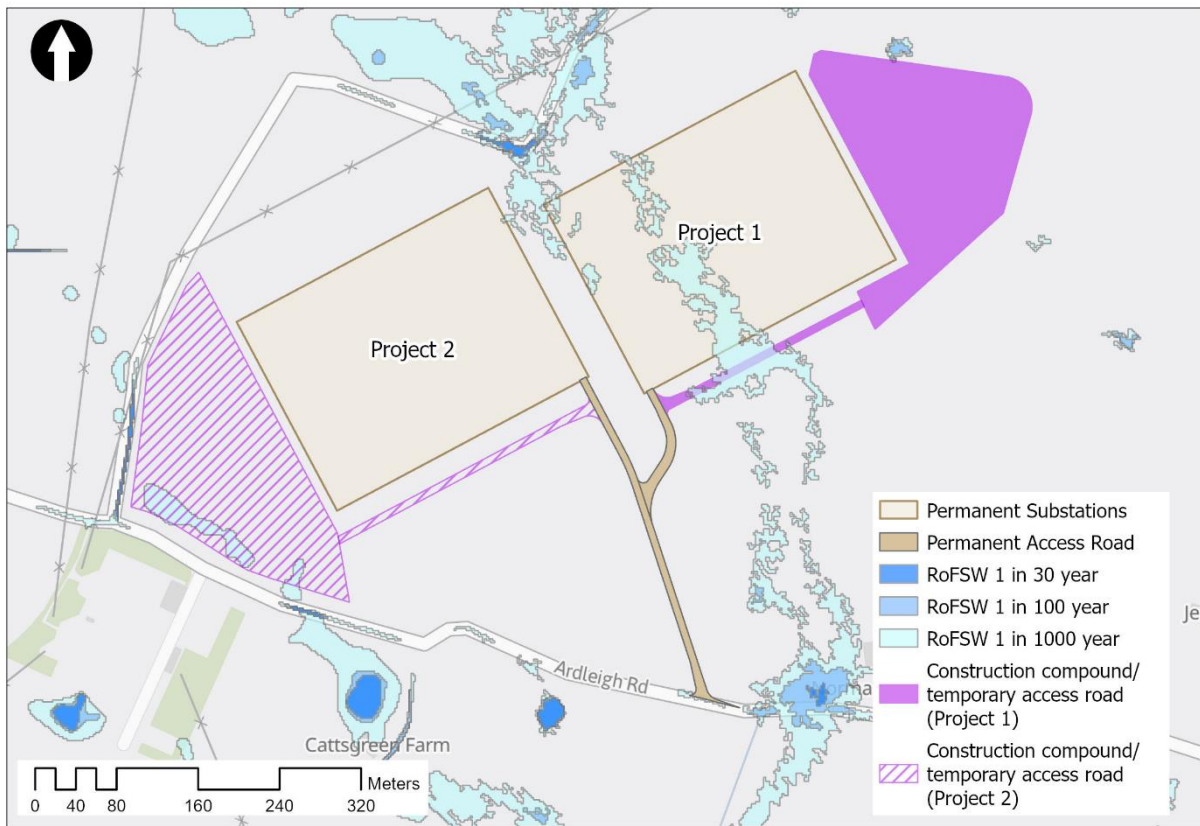 Project 1
Project 2
Ardleigh Rd
Cattsgreen Farm
Je
Permanent Substations
Permanent Access Road
RoFSW 1 in 30 year
RoFSW 1 in 100 year
RoFSW 1 in 1000 year
Construction compound/
temporary access road
(Project 1)
Construction compound/
temporary access road
(Project 2)
Meters
0 40 80 160 240 320